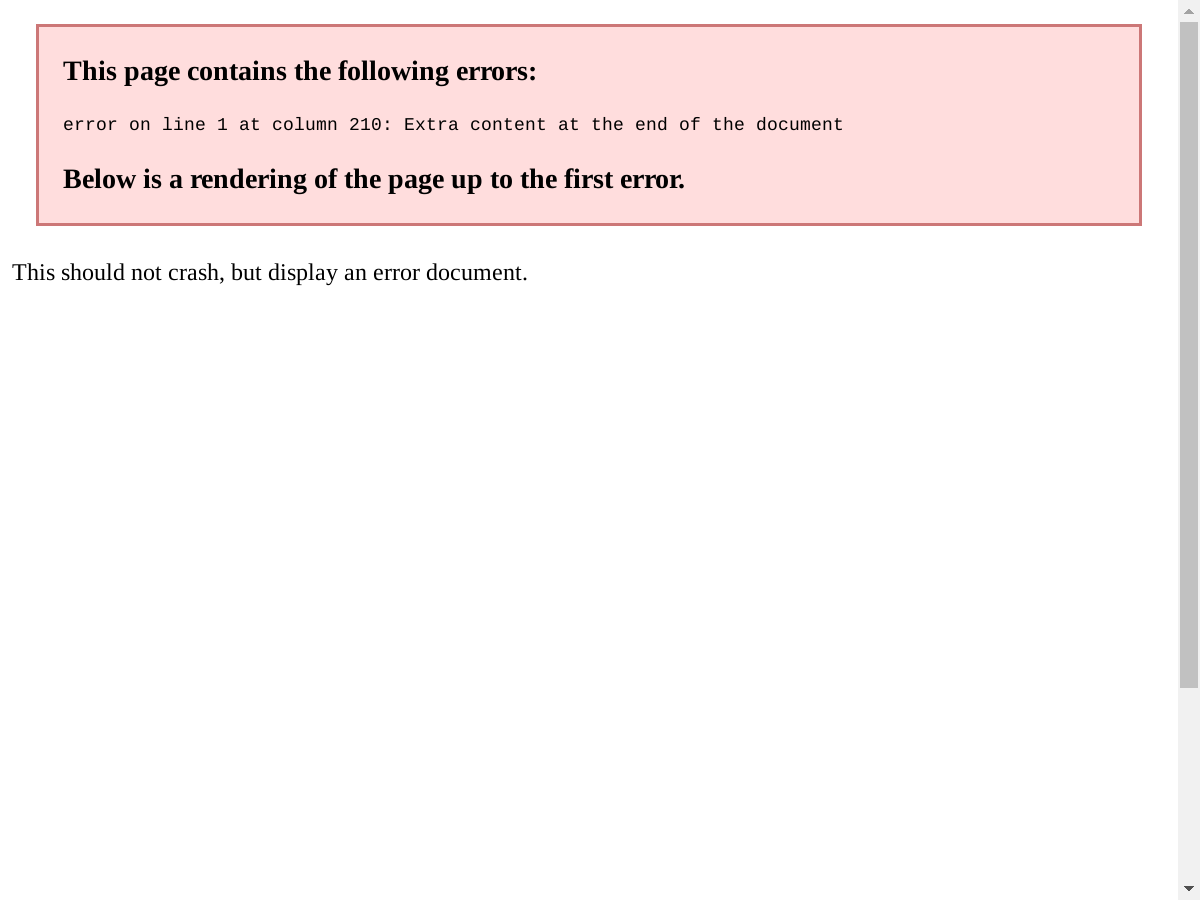 This page contains the following errors:
error on line 1 at column 210: Extra content at the end of the document
Below is a rendering of the page up to the first error.
This should not crash, but display an error document.